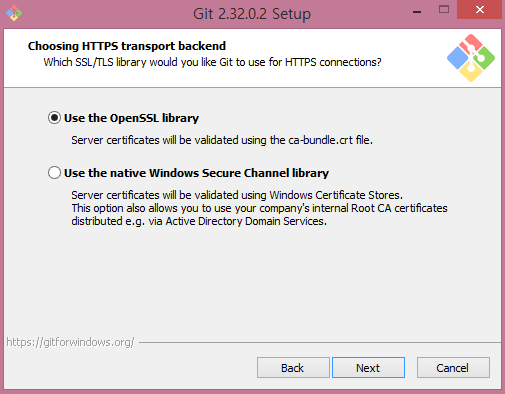 Git 2.32.0.2 Setup
Choosing HTTPS transport backend
Which SSL/TLS library would you like Git to use for HTTPS connections?
Use the OpenSSL library
Server certificates will be validated using the ca-bundle.crt file.
Use the native Windows Secure Channel library
Server certificates will be validated using Windows Certificate Stores.
This option also allows you to use your company's internal Root CA certificates
distributed e.g. via Active Directory Domain Services.
https://gitforwindows.org/
Back Next Cancel